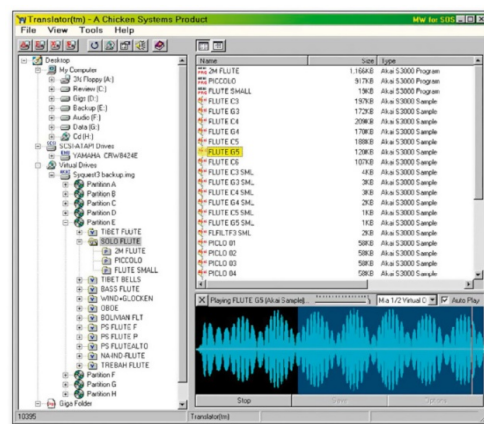 Translator(tm) - A Chicken Systems Product
MW for SOS
File View Tools Help
Desktop
My Computer
3½ Floppy (A:)
Review (C:)
Gigs (D:)
Backup (E:)
Audio (F:)
Data (G:)
Cd (H:)
SCSI-ATAPI Drives
YAMAHA CRW8424E
Virtual Drives
Syquest3 backup.img
Partition A
Partition B
Partition C
Partition D
Partition E
TIBET FLUTE
SOLO FLUTE
2M FLUTE
PICCOLO
FLUTE SMALL
TIBET BELLS
BASS FLUTE
WIND+GLOCKEN
OBOE
BOLIVIAN FLT
PS FLUTE F
PS FLUTE P
PS FLUTEALTO
NA-IND-FLUTE
TREBAH FLUTE
Partition F
Partition G
Partition H
Giga Folder
Name Size Type
2M FLUTE 1,166KB Akai S3000 Program
PICCOLO 917KB Akai S3000 Program
FLUTE SMALL 19KB Akai S3000 Program
FLUTE C3 197KB Akai S3000 Sample
FLUTE G3 172KB Akai S3000 Sample
FLUTE C4 209KB Akai S3000 Sample
FLUTE G4 170KB Akai S3000 Sample
FLUTE C5 188KB Akai S3000 Sample
FLUTE G5 120KB Akai S3000 Sample
FLUTE C6 107KB Akai S3000 Sample
FLUTE C3 SML 4KB Akai S3000 Sample
FLUTE G3 SML 3KB Akai S3000 Sample
FLUTE C4 SML 3KB Akai S3000 Sample
FLUTE G4 SML 2KB Akai S3000 Sample
FLUTE C5 SML 1KB Akai S3000 Sample
FLUTE G5 SML 1KB Akai S3000 Sample
FLFILTF3 SML 2KB Akai S3000 Sample
PICLO 01 58KB Akai S3000 Sample
PICLO 02 58KB Akai S3000 Sample
PICLO 03 58KB Akai S3000 Sample
PICLO 04 58KB Akai S3000 Sample
Playing FLUTE G5 (Akai Sample)... Mia 1/2 Virtual O Auto Play
Stop Save Options
10395 Translator(tm)